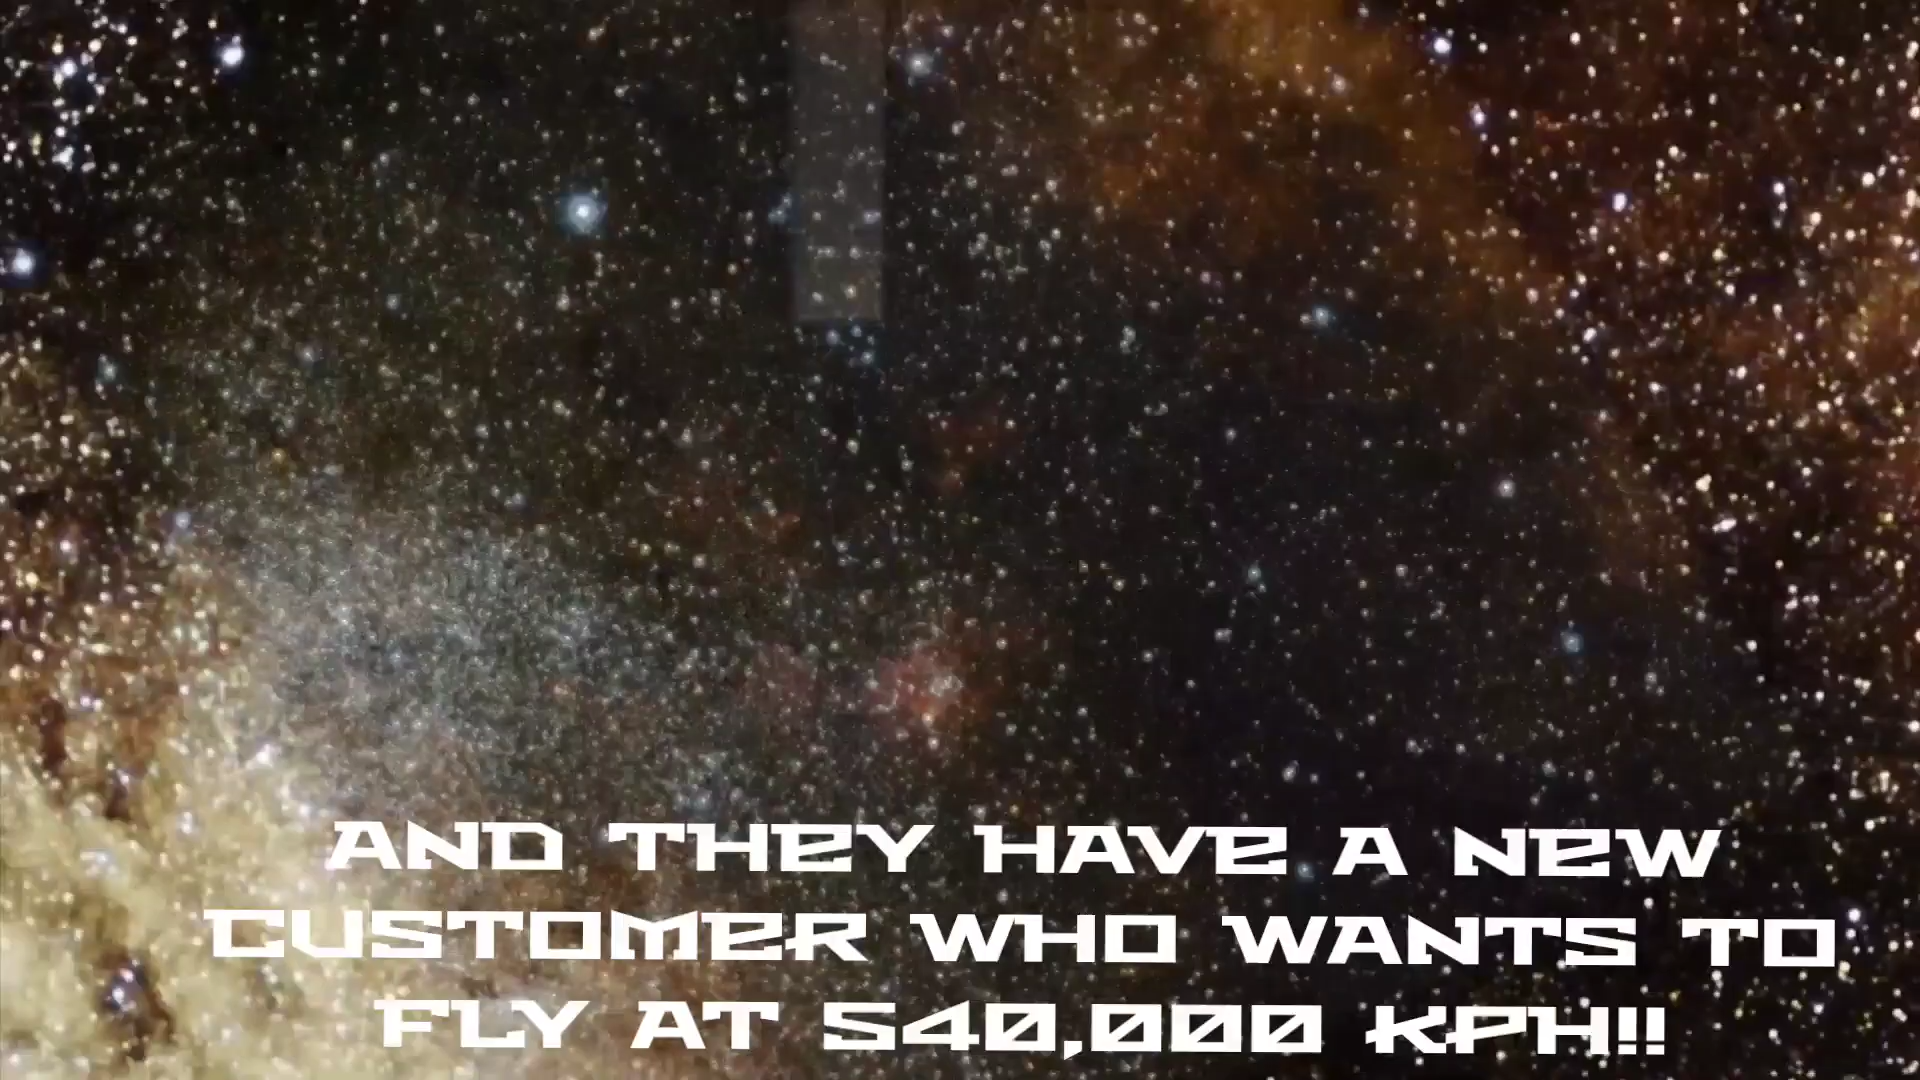 AND THEY HAVE A NEW
CUSTOMER WHO WANTS TO
FLY AT 540,000 KPH!!